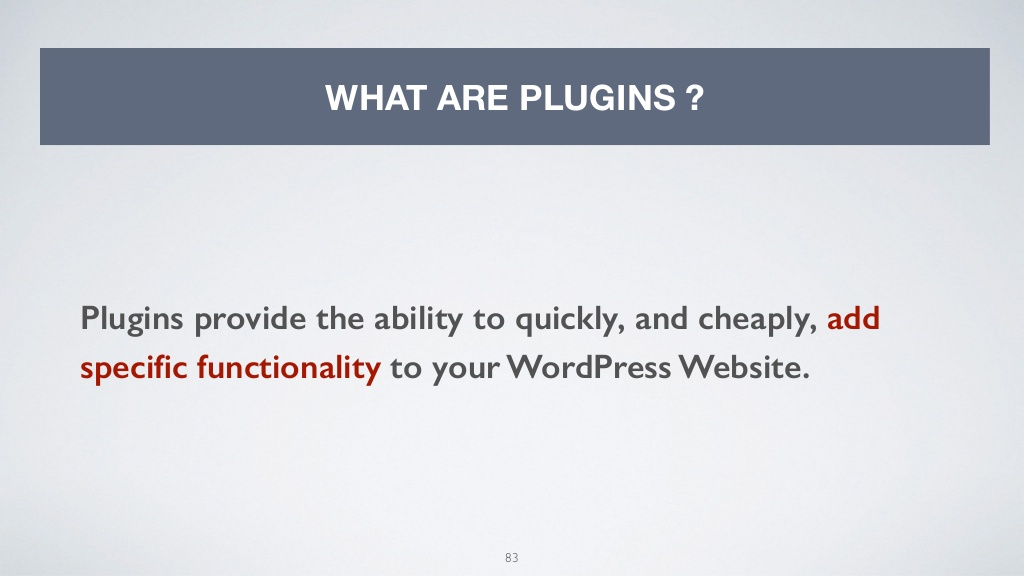 WHAT ARE PLUGINS ?
Plugins provide the ability to quickly, and cheaply, add
specific functionality to your WordPress Website.
83